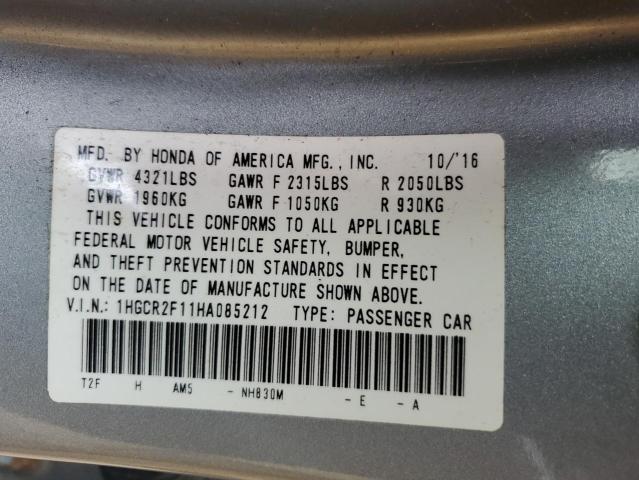 MFD. BY HONDA OF AMERICA MFG., INC. 10/'16
GVWR 4321LBS GAWR F 2315LBS R 2050LBS
GVWR 1960KG GAWR F 1050KG R 930KG
THIS VEHICLE CONFORMS TO ALL APPLICABLE
FEDERAL MOTOR VEHICLE SAFETY, BUMPER,
AND THEFT PREVENTION STANDARDS IN EFFECT
ON THE DATE OF MANUFACTURE SHOWN ABOVE.
V.I.N.: 1HGCR2F11HA085212 TYPE: PASSENGER CAR
T2F H AM5 - NH830M - E - A